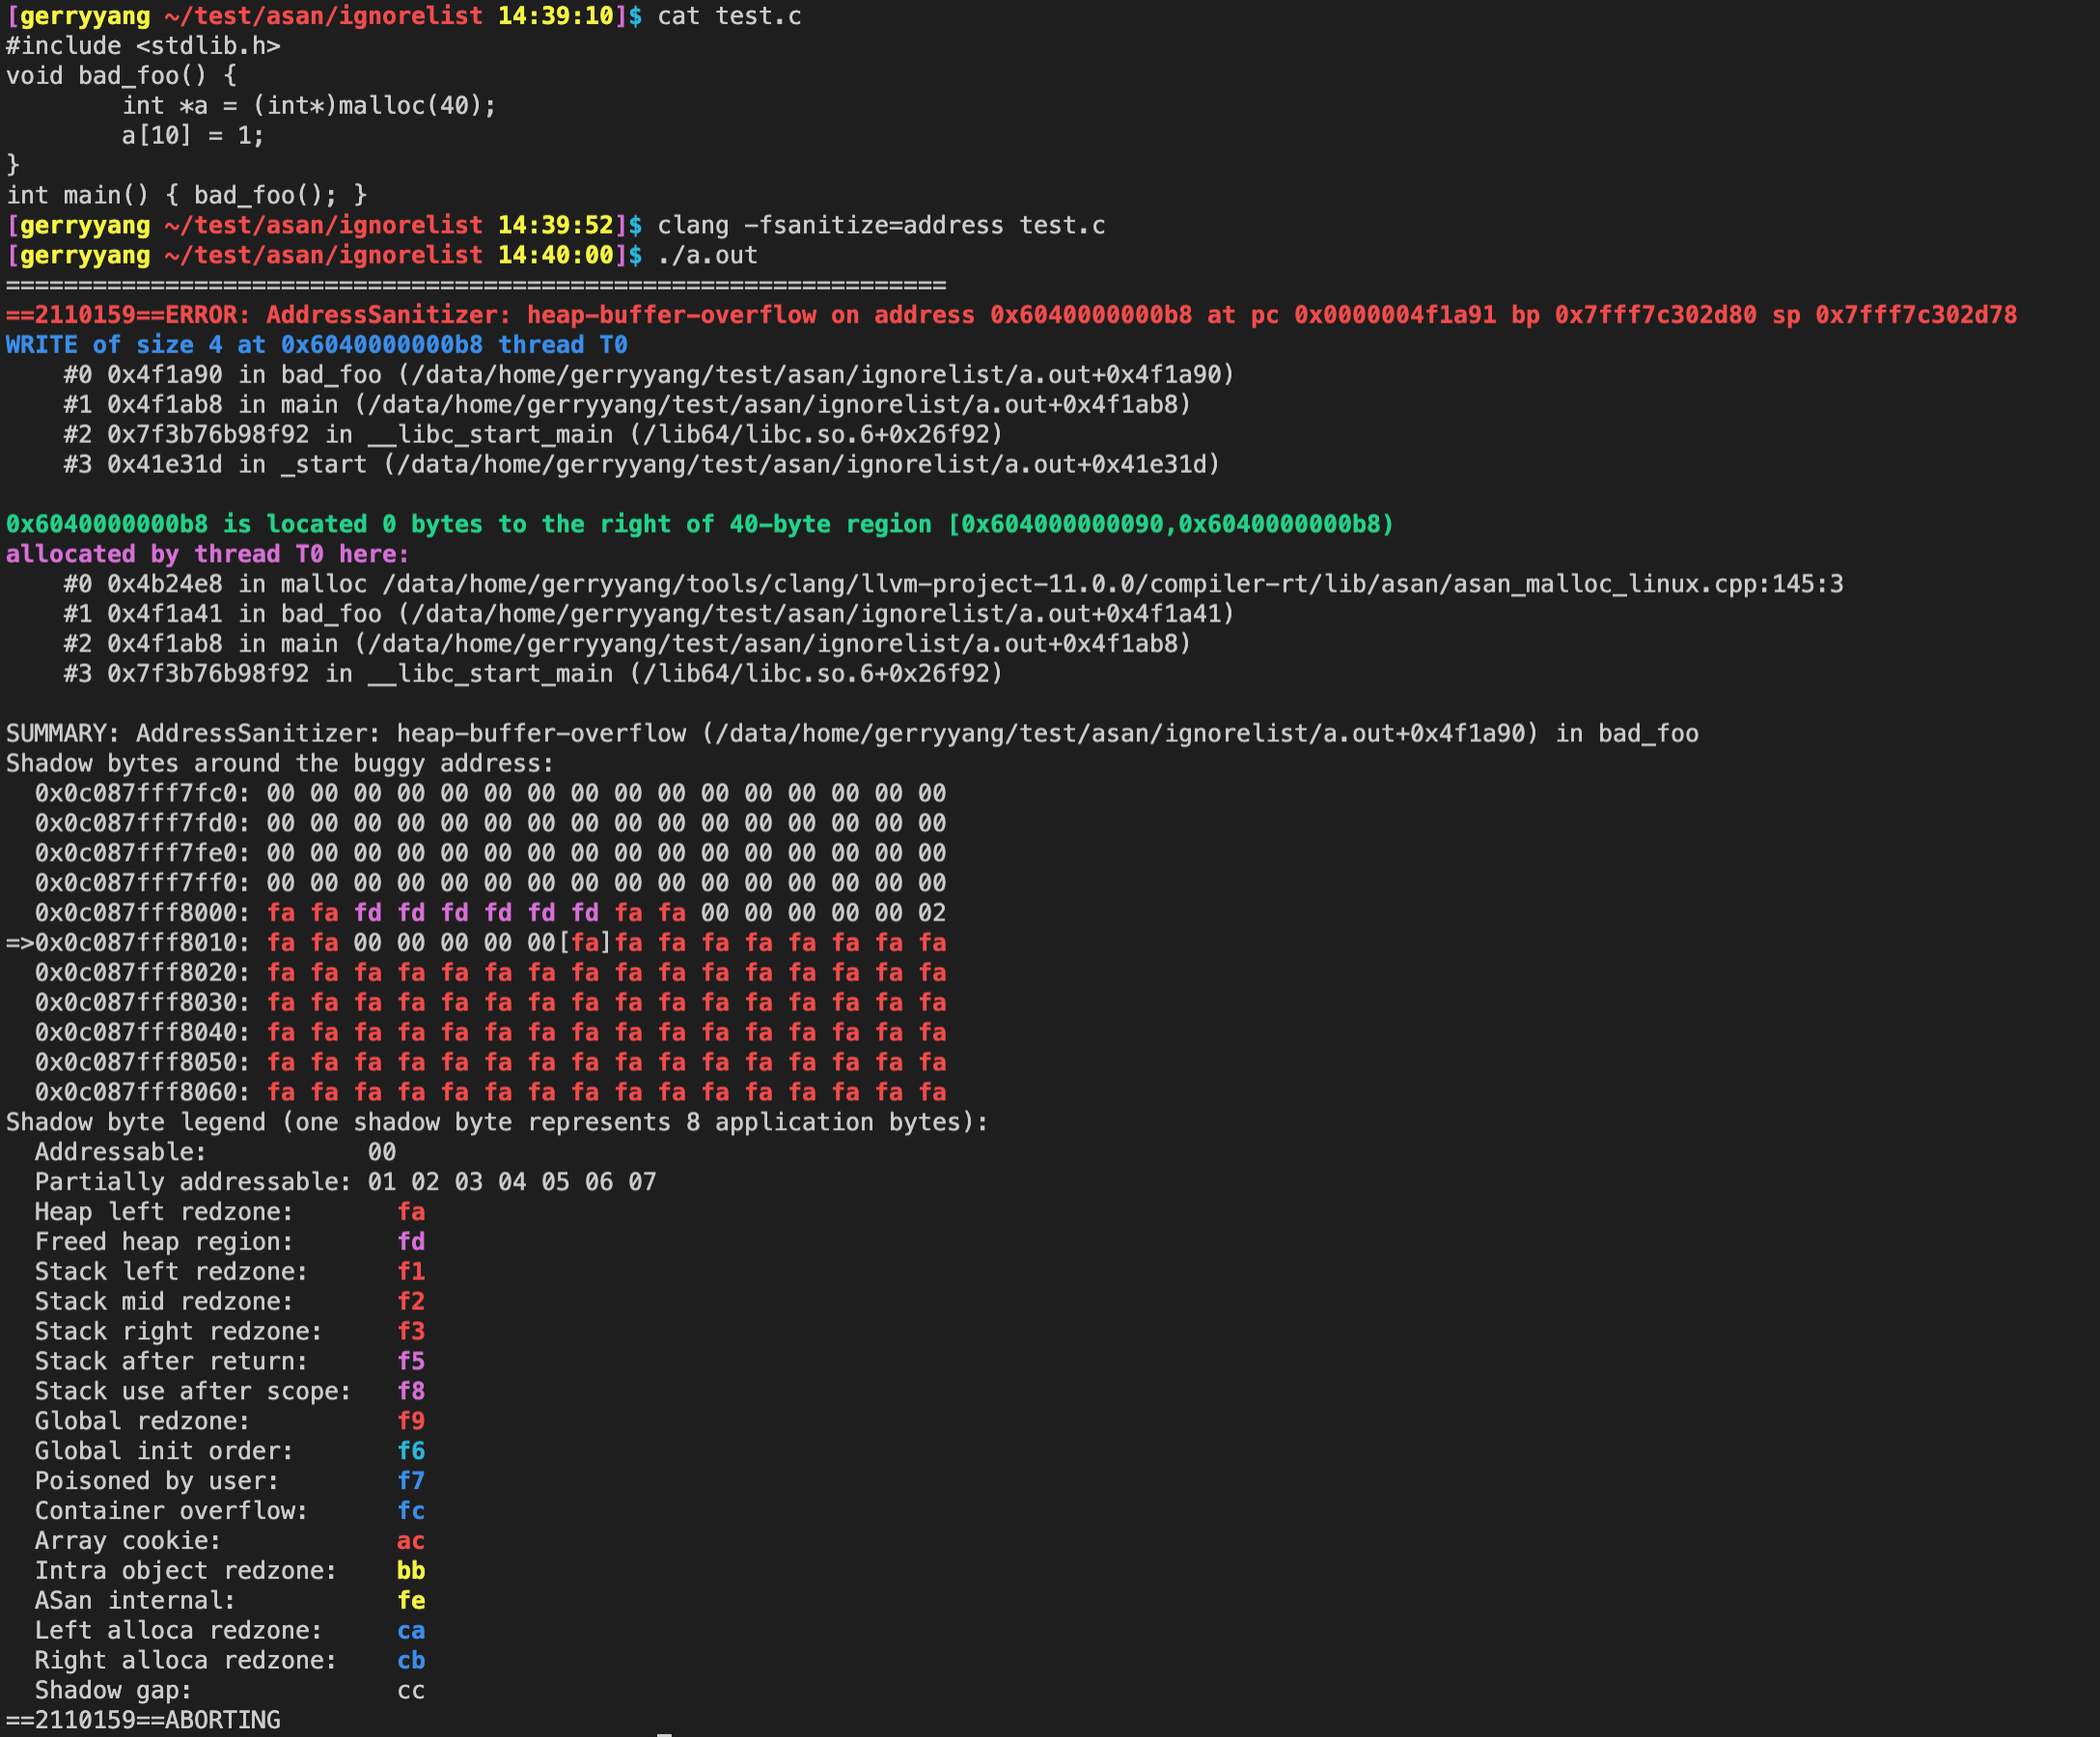 [gerryyang ~/test/asan/ignorelist 14:39:10]$ cat test.c
#include <stdlib.h>
void bad_foo() {
        int *a = (int*)malloc(40);
        a[10] = 1;
}
int main() { bad_foo(); }
[gerryyang ~/test/asan/ignorelist 14:39:52]$ clang -fsanitize=address test.c
[gerryyang ~/test/asan/ignorelist 14:40:00]$ ./a.out
=================================================================
==2110159==ERROR: AddressSanitizer: heap-buffer-overflow on address 0x6040000000b8 at pc 0x0000004f1a91 bp 0x7fff7c302d80 sp 0x7fff7c302d78
WRITE of size 4 at 0x6040000000b8 thread T0
    #0 0x4f1a90 in bad_foo (/data/home/gerryyang/test/asan/ignorelist/a.out+0x4f1a90)
    #1 0x4f1ab8 in main (/data/home/gerryyang/test/asan/ignorelist/a.out+0x4f1ab8)
    #2 0x7f3b76b98f92 in __libc_start_main (/lib64/libc.so.6+0x26f92)
    #3 0x41e31d in _start (/data/home/gerryyang/test/asan/ignorelist/a.out+0x41e31d)

0x6040000000b8 is located 0 bytes to the right of 40-byte region [0x604000000090,0x6040000000b8)
allocated by thread T0 here:
    #0 0x4b24e8 in malloc /data/home/gerryyang/tools/clang/llvm-project-11.0.0/compiler-rt/lib/asan/asan_malloc_linux.cpp:145:3
    #1 0x4f1a41 in bad_foo (/data/home/gerryyang/test/asan/ignorelist/a.out+0x4f1a41)
    #2 0x4f1ab8 in main (/data/home/gerryyang/test/asan/ignorelist/a.out+0x4f1ab8)
    #3 0x7f3b76b98f92 in __libc_start_main (/lib64/libc.so.6+0x26f92)

SUMMARY: AddressSanitizer: heap-buffer-overflow (/data/home/gerryyang/test/asan/ignorelist/a.out+0x4f1a90) in bad_foo
Shadow bytes around the buggy address:
  0x0c087fff7fc0: 00 00 00 00 00 00 00 00 00 00 00 00 00 00 00 00
  0x0c087fff7fd0: 00 00 00 00 00 00 00 00 00 00 00 00 00 00 00 00
  0x0c087fff7fe0: 00 00 00 00 00 00 00 00 00 00 00 00 00 00 00 00
  0x0c087fff7ff0: 00 00 00 00 00 00 00 00 00 00 00 00 00 00 00 00
  0x0c087fff8000: fa fa fd fd fd fd fd fd fa fa 00 00 00 00 00 02
=>0x0c087fff8010: fa fa 00 00 00 00 00[fa]fa fa fa fa fa fa fa fa
  0x0c087fff8020: fa fa fa fa fa fa fa fa fa fa fa fa fa fa fa fa
  0x0c087fff8030: fa fa fa fa fa fa fa fa fa fa fa fa fa fa fa fa
  0x0c087fff8040: fa fa fa fa fa fa fa fa fa fa fa fa fa fa fa fa
  0x0c087fff8050: fa fa fa fa fa fa fa fa fa fa fa fa fa fa fa fa
  0x0c087fff8060: fa fa fa fa fa fa fa fa fa fa fa fa fa fa fa fa
Shadow byte legend (one shadow byte represents 8 application bytes):
  Addressable:           00
  Partially addressable: 01 02 03 04 05 06 07
  Heap left redzone:       fa
  Freed heap region:       fd
  Stack left redzone:      f1
  Stack mid redzone:       f2
  Stack right redzone:     f3
  Stack after return:      f5
  Stack use after scope:   f8
  Global redzone:          f9
  Global init order:       f6
  Poisoned by user:        f7
  Container overflow:      fc
  Array cookie:            ac
  Intra object redzone:    bb
  ASan internal:           fe
  Left alloca redzone:     ca
  Right alloca redzone:    cb
  Shadow gap:              cc
==2110159==ABORTING